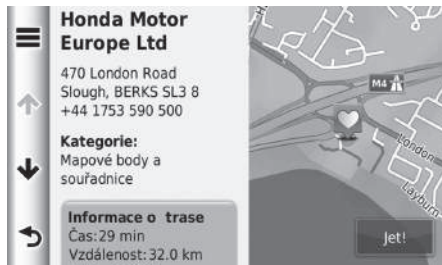 Honda Motor
Europe Ltd
470 London Road
Slough, BERKS SL3 8
+44 1753 590 500
Kategorie:
Mapové body a
souřadnice
Informace o trase
Čas:29 min
Vzdálenost:32.0 km
M4
London
Layburn
Jet!